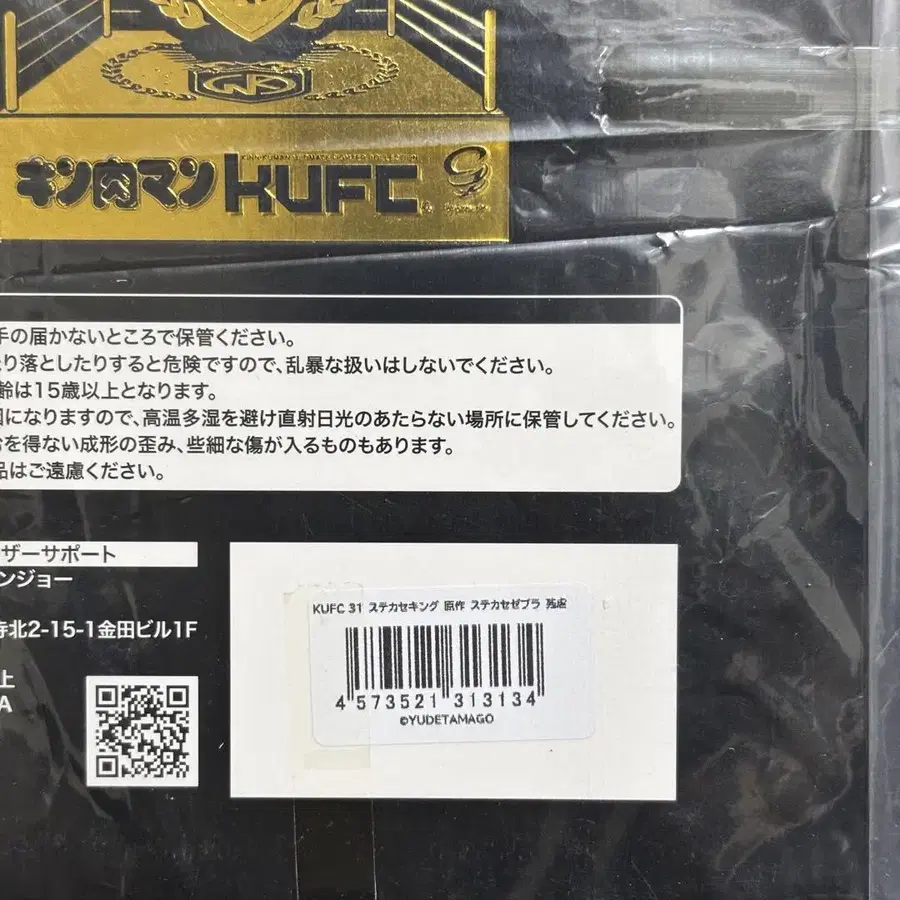 キン肉マン KUFC
手の届かないところで保管ください。
り落としたりすると危険ですので、乱暴な扱いはしないでください。
齢は15歳以上となります。
になりますので、高温多湿を避け直射日光のあたらない場所に保管してください。
を得ない成形の歪み、些細な傷が入るものもあります。
品はご遠慮ください。
ザーサポート
ンジョー
寺北2-15-1金田ビル1F
上
A
KUFC 31 ステカセキング 原作 ステカセゼブラ 残虐
4 573521 313134
©YUDETAMAGO